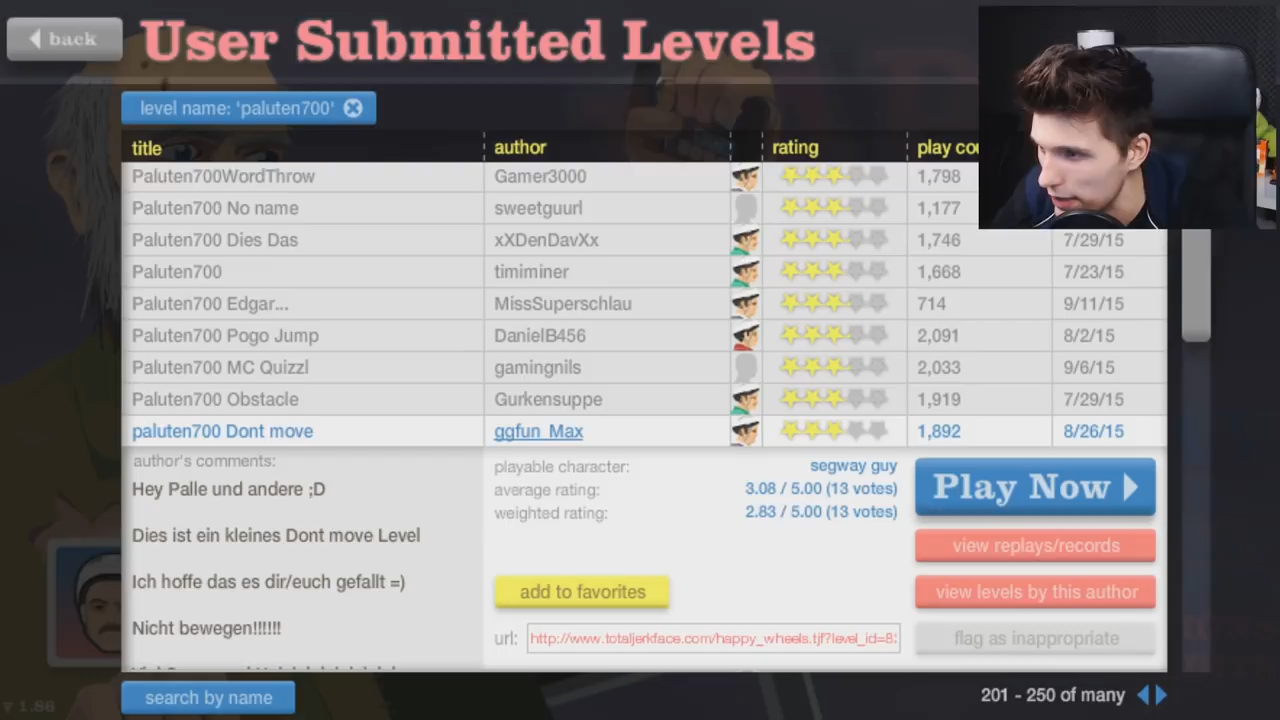 back
User Submitted Levels
level name: 'paluten700'
title author rating play cou
Paluten700WordThrow Gamer3000 1,798
Paluten700 No name sweetguurl 1,177
Paluten700 Dies Das xXDenDavXx 1,746 7/29/15
Paluten700 timiminer 1,668 7/23/15
Paluten700 Edgar... MissSuperschlau 714 9/11/15
Paluten700 Pogo Jump DanielB456 2,091 8/2/15
Paluten700 MC Quizzl gamingnils 2,033 9/6/15
Paluten700 Obstacle Gurkensuppe 1,919 7/29/15
paluten700 Dont move ggfun_Max 1,892 8/26/15
author's comments:
Hey Palle und andere ;D
Dies ist ein kleines Dont move Level
Ich hoffe das es dir/euch gefallt =)
Nicht bewegen!!!!!!
playable character: segway guy
average rating: 3.08 / 5.00 (13 votes)
weighted rating: 2.83 / 5.00 (13 votes)
add to favorites
url: http://www.totaljerkface.com/happy_wheels.tjf?level_id=8
Play Now
view replays/records
view levels by this author
flag as inappropriate
search by name
201 - 250 of many
v 1.86